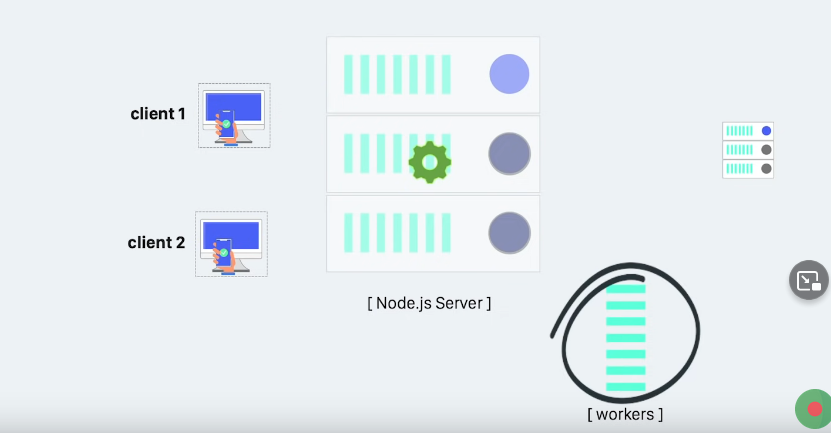 client 1
client 2
[ Node.js Server ]
[ workers ]